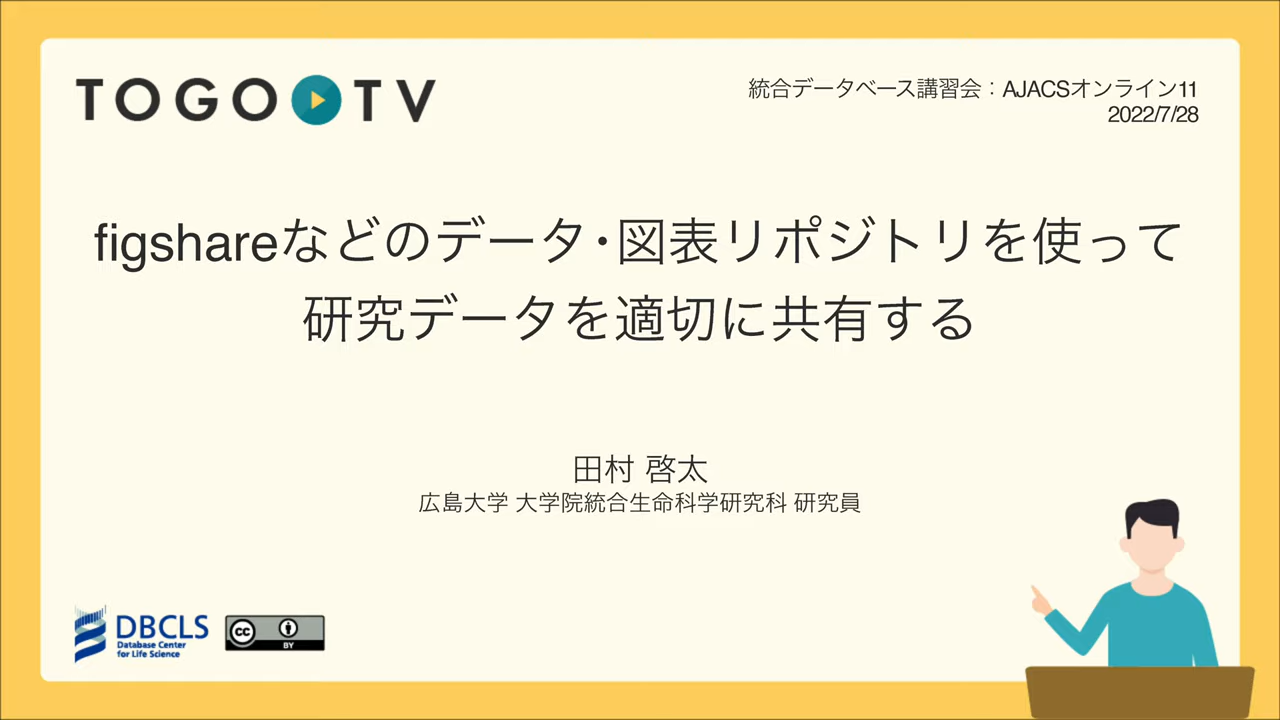 TOGO TV
統合データベース講習会：AJACSオンライン11
2022/7/28
figshareなどのデータ・図表リポジトリを使って
研究データを適切に共有する
田村 啓太
広島大学 大学院統合生命科学研究科 研究員
DBCLS
Database Center
for Life Science
cc
BY